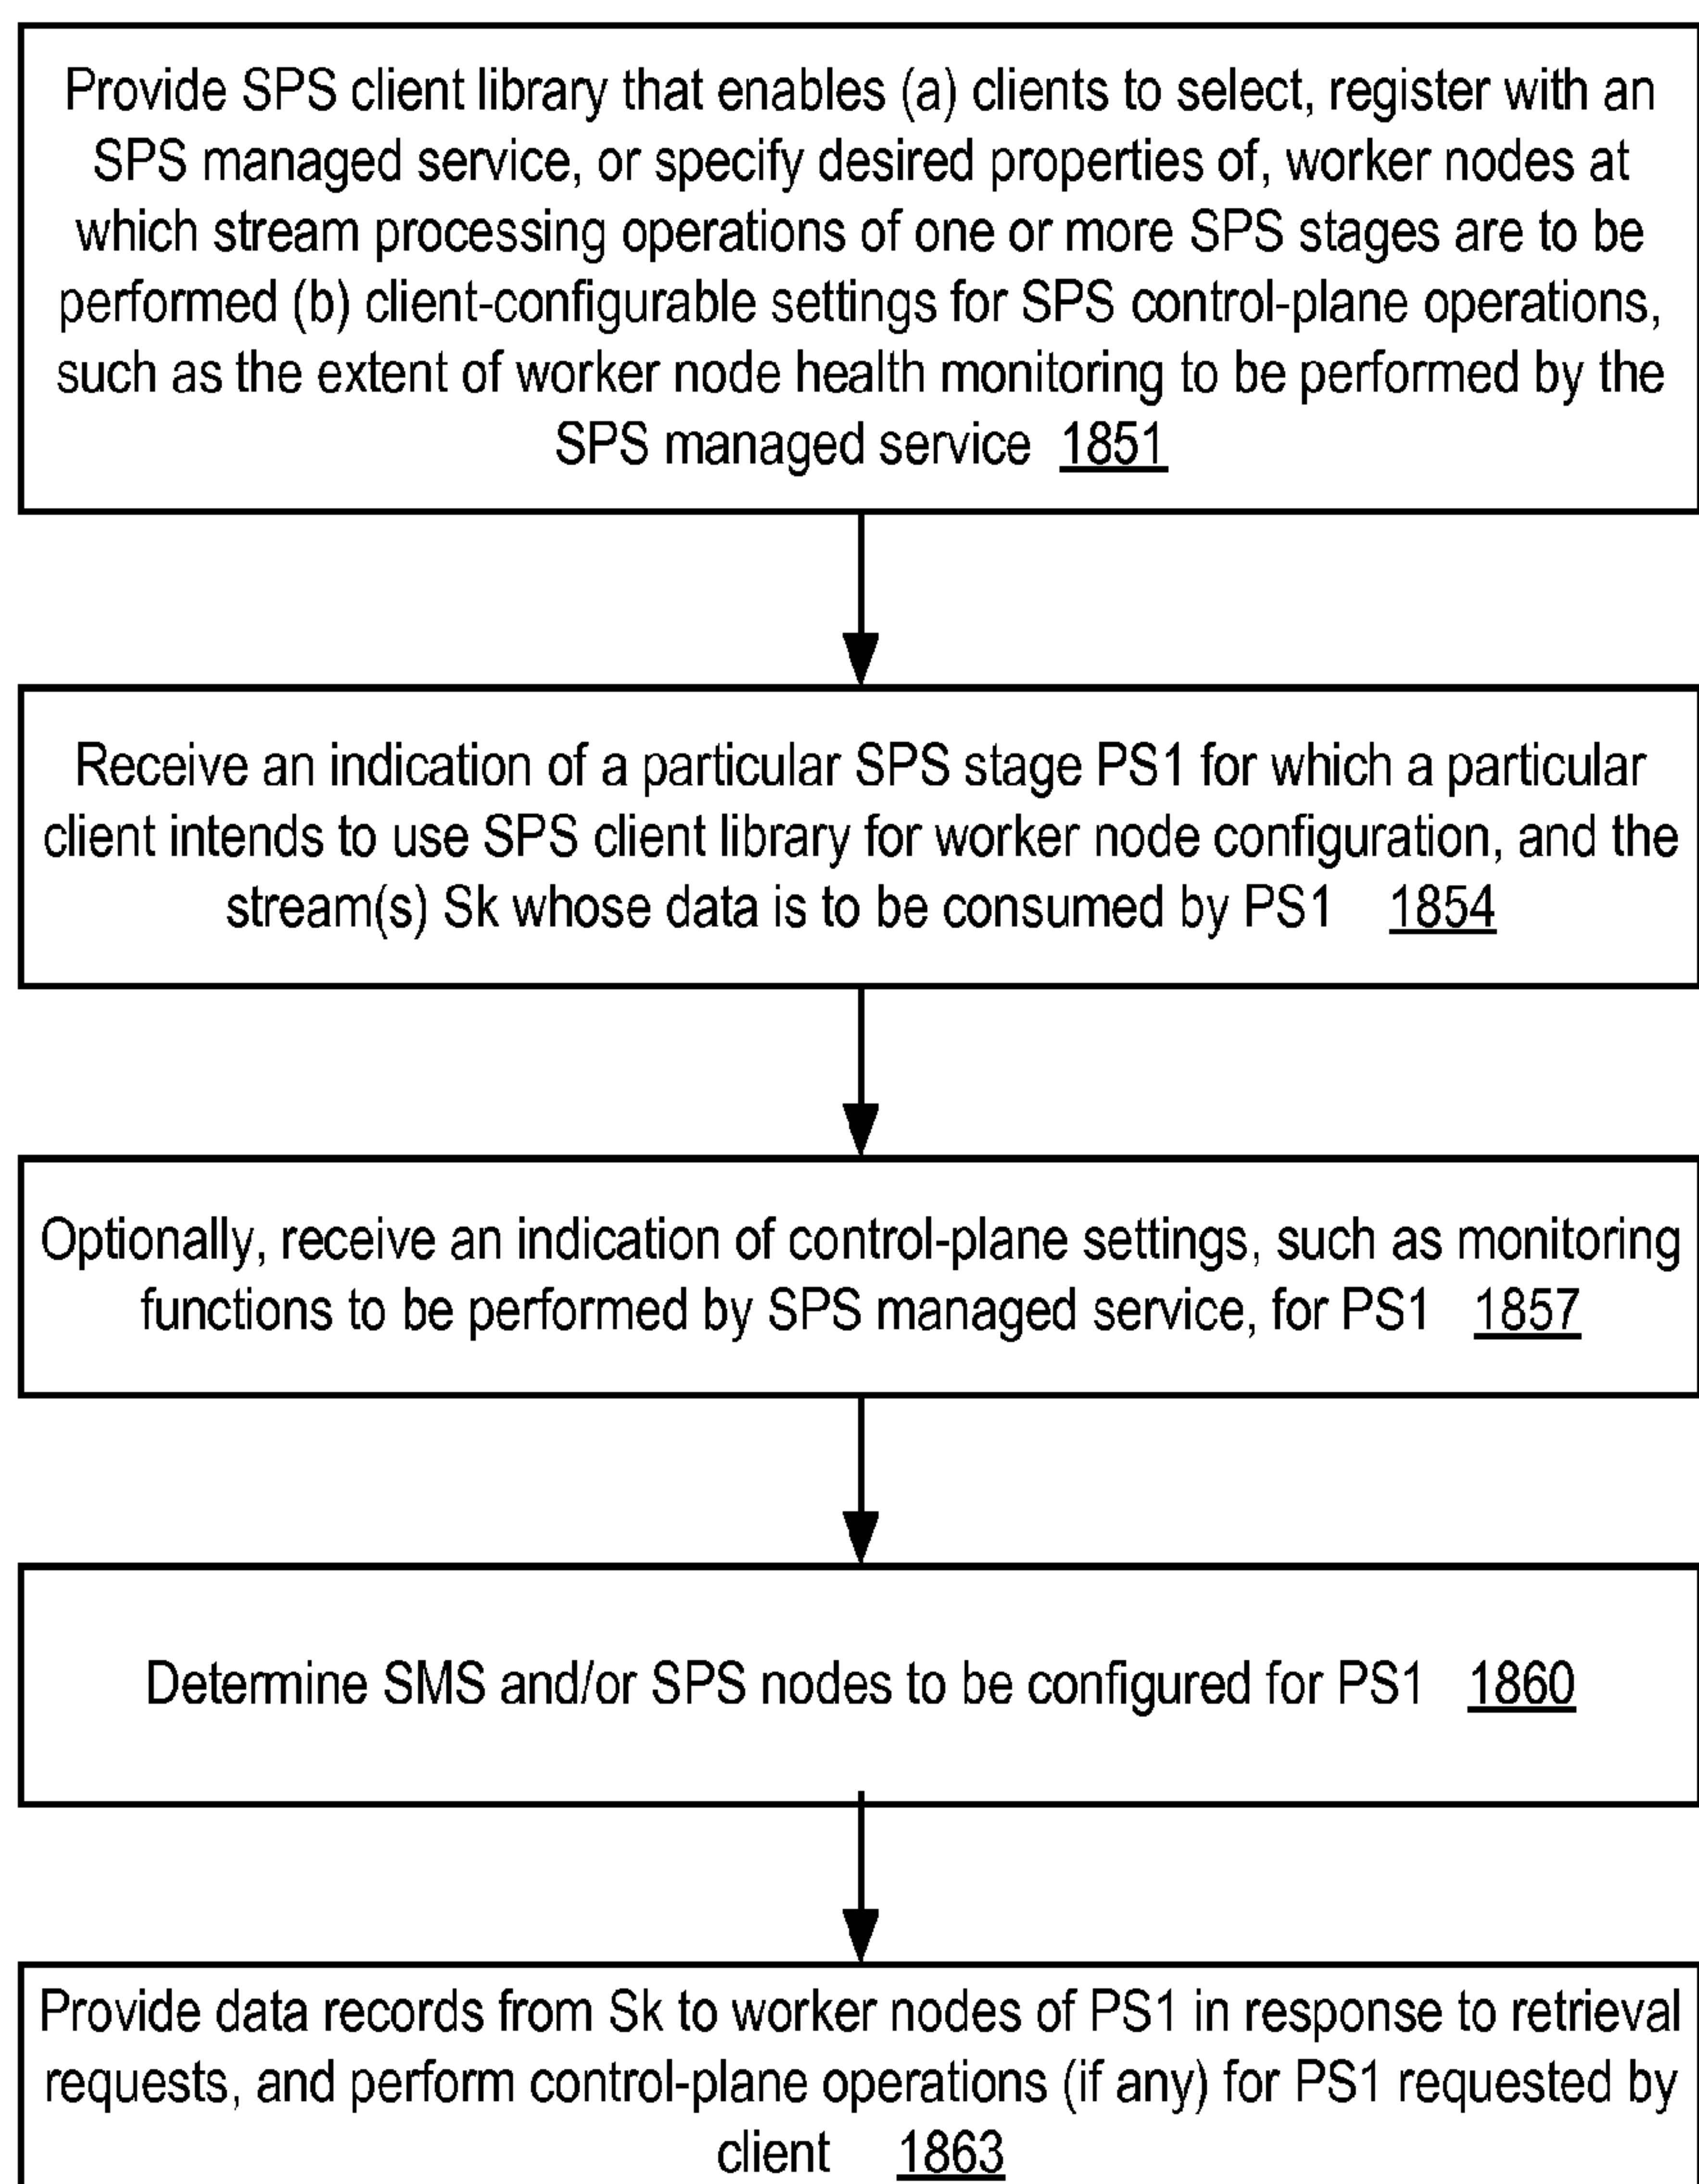 Provide SPS client library that enables (a) clients to select, register with an
SPS managed service, or specify desired properties of, worker nodes at
which stream processing operations of one or more SPS stages are to be
performed (b) client-configurable settings for SPS control-plane operations,
such as the extent of worker node health monitoring to be performed by the
SPS managed service 1851
Receive an indication of a particular SPS stage PS1 for which a particular
client intends to use SPS client library for worker node configuration, and the
stream(s) Sk whose data is to be consumed by PS1 1854
Optionally, receive an indication of control-plane settings, such as monitoring
functions to be performed by SPS managed service, for PS1 1857
Determine SMS and/or SPS nodes to be configured for PS1 1860
Provide data records from Sk to worker nodes of PS1 in response to retrieval
requests, and perform control-plane operations (if any) for PS1 requested by
client 1863